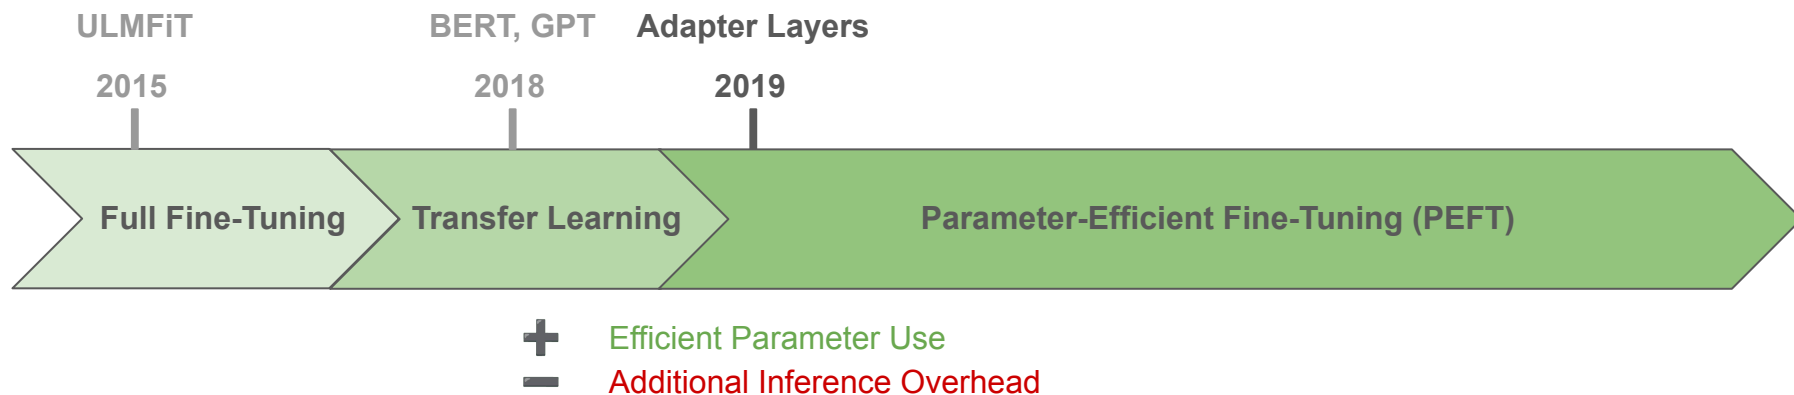 ULMFiT
BERT, GPT
Adapter Layers
2015
2018
2019
Full Fine-Tuning
Transfer Learning
Parameter-Efficient Fine-Tuning (PEFT)
+ Efficient Parameter Use
− Additional Inference Overhead